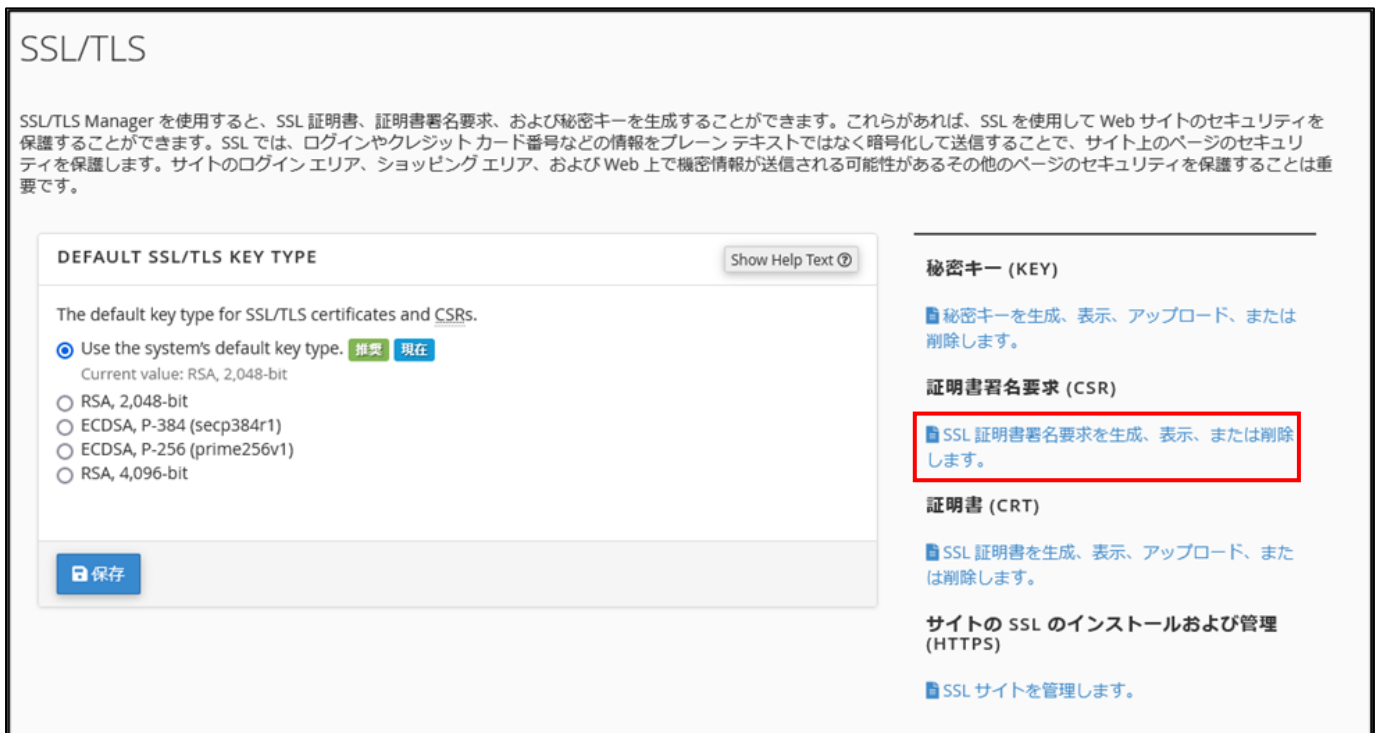 SSL/TLS
SSL/TLS Manager を使用すると、SSL 証明書、証明書署名要求、および秘密キーを生成することができます。これらがあれば、SSL を使用して Web サイトのセキュリティを
保護することができます。SSL では、ログインやクレジット カード番号などの情報をプレーン テキストではなく暗号化して送信することで、サイト上のページのセキュリ
ティを保護します。サイトのログイン エリア、ショッピング エリア、および Web 上で機密情報が送信される可能性があるその他のページのセキュリティを保護することは重
要です。
DEFAULT SSL/TLS KEY TYPE
Show Help Text
The default key type for SSL/TLS certificates and CSRs.
Use the system's default key type. 推奨 現在
Current value: RSA, 2,048-bit
RSA, 2,048-bit
ECDSA, P-384 (secp384r1)
ECDSA, P-256 (prime256v1)
RSA, 4,096-bit
保存
秘密キー (KEY)
秘密キーを生成、表示、アップロード、または
削除します。
証明書署名要求 (CSR)
SSL 証明書署名要求を生成、表示、または削除
します。
証明書 (CRT)
SSL 証明書を生成、表示、アップロード、また
は削除します。
サイトの SSL のインストールおよび管理
(HTTPS)
SSL サイトを管理します。